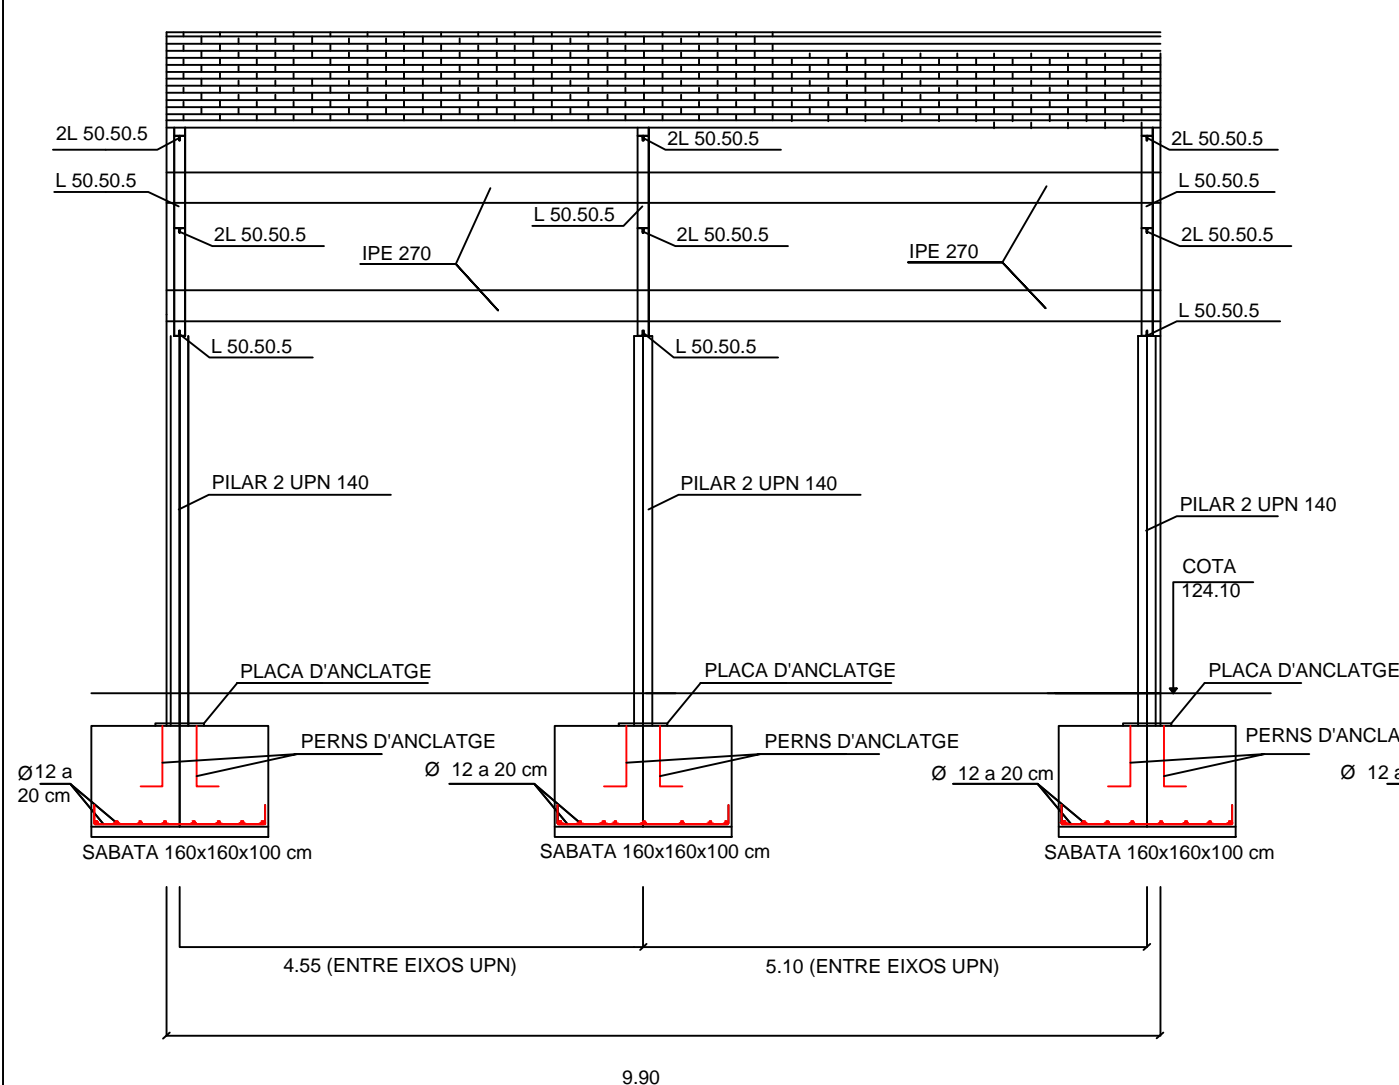 2L 50.50.5
2L 50.50.5
2L 50.50.5
L 50.50.5
L 50.50.5
L 50.50.5
2L 50.50.5
2L 50.50.5
2L 50.50.5
IPE 270
IPE 270
L 50.50.5
L 50.50.5
L 50.50.5
PILAR 2 UPN 140
PILAR 2 UPN 140
PILAR 2 UPN 140
COTA
124.10
PLACA D'ANCLATGE
PLACA D'ANCLATGE
PLACA D'ANCLATGE
PERNS D'ANCLATGE
PERNS D'ANCLATGE
PERNS D'ANCLA
Ø12 a
20 cm
Ø 12 a 20 cm
Ø 12 a 20 cm
Ø 12 a
SABATA 160x160x100 cm
SABATA 160x160x100 cm
SABATA 160x160x100 cm
4.55 (ENTRE EIXOS UPN)
5.10 (ENTRE EIXOS UPN)
9.90